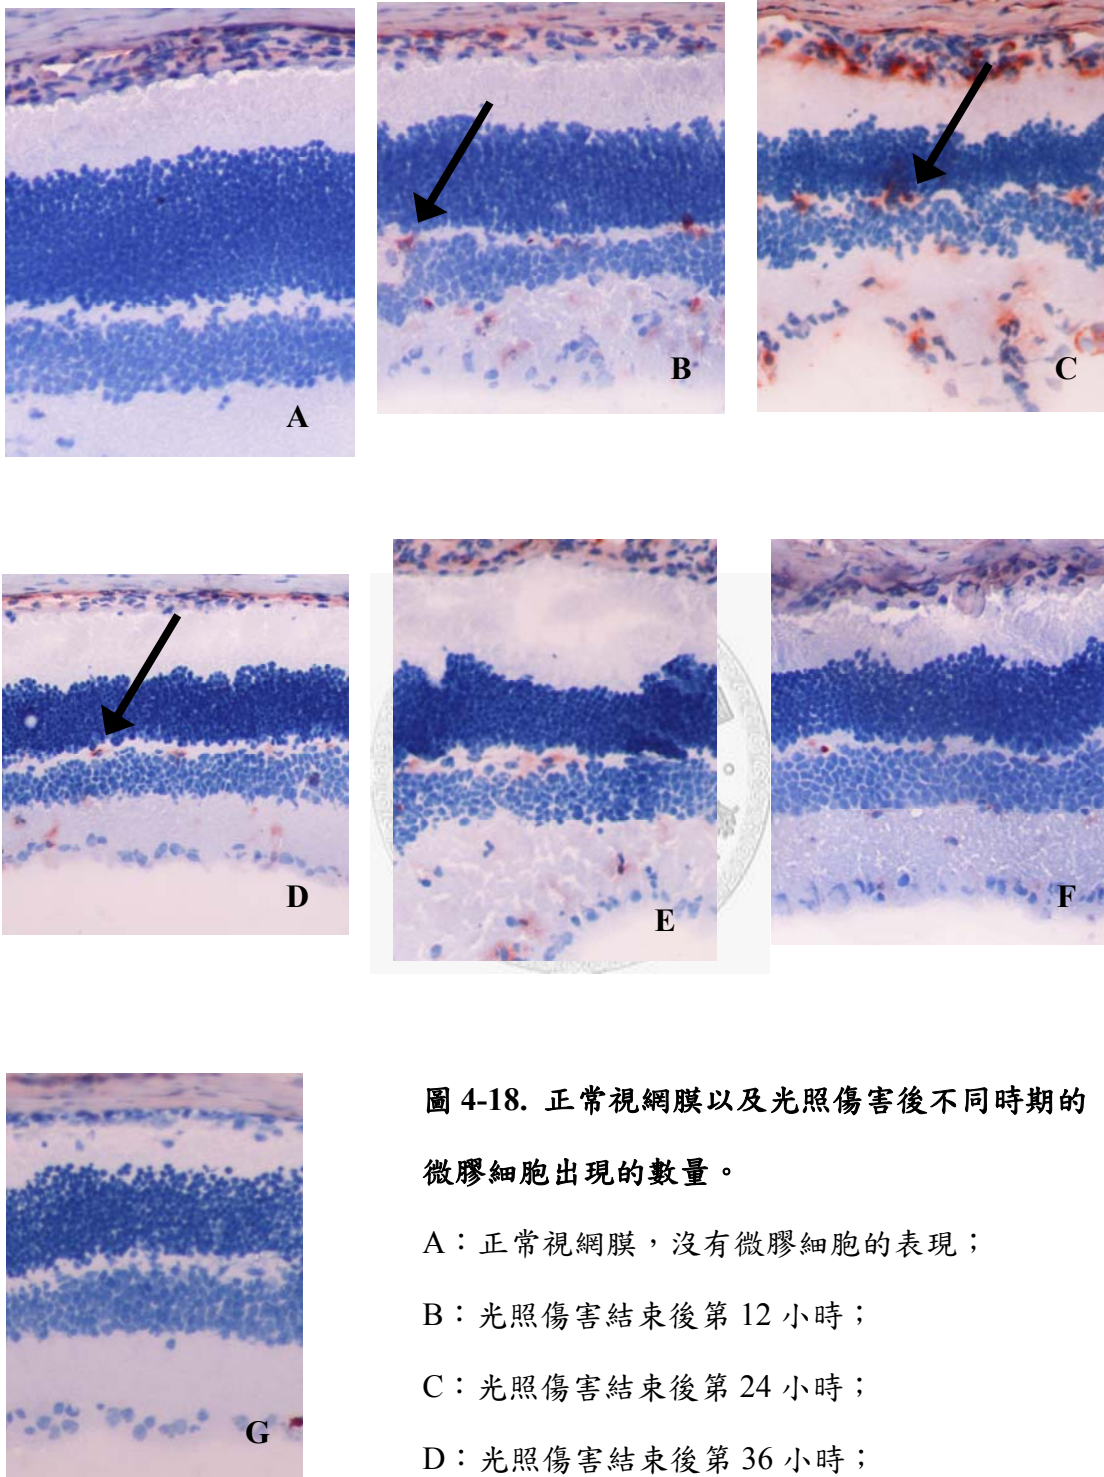 A
B
C
D
E
F
G
圖 4-18. 正常視網膜以及光照傷害後不同時期的
微膠細胞出現的數量。
A：正常視網膜，沒有微膠細胞的表現；
B：光照傷害結束後第 12 小時；
C：光照傷害結束後第 24 小時；
D：光照傷害結束後第 36 小時；